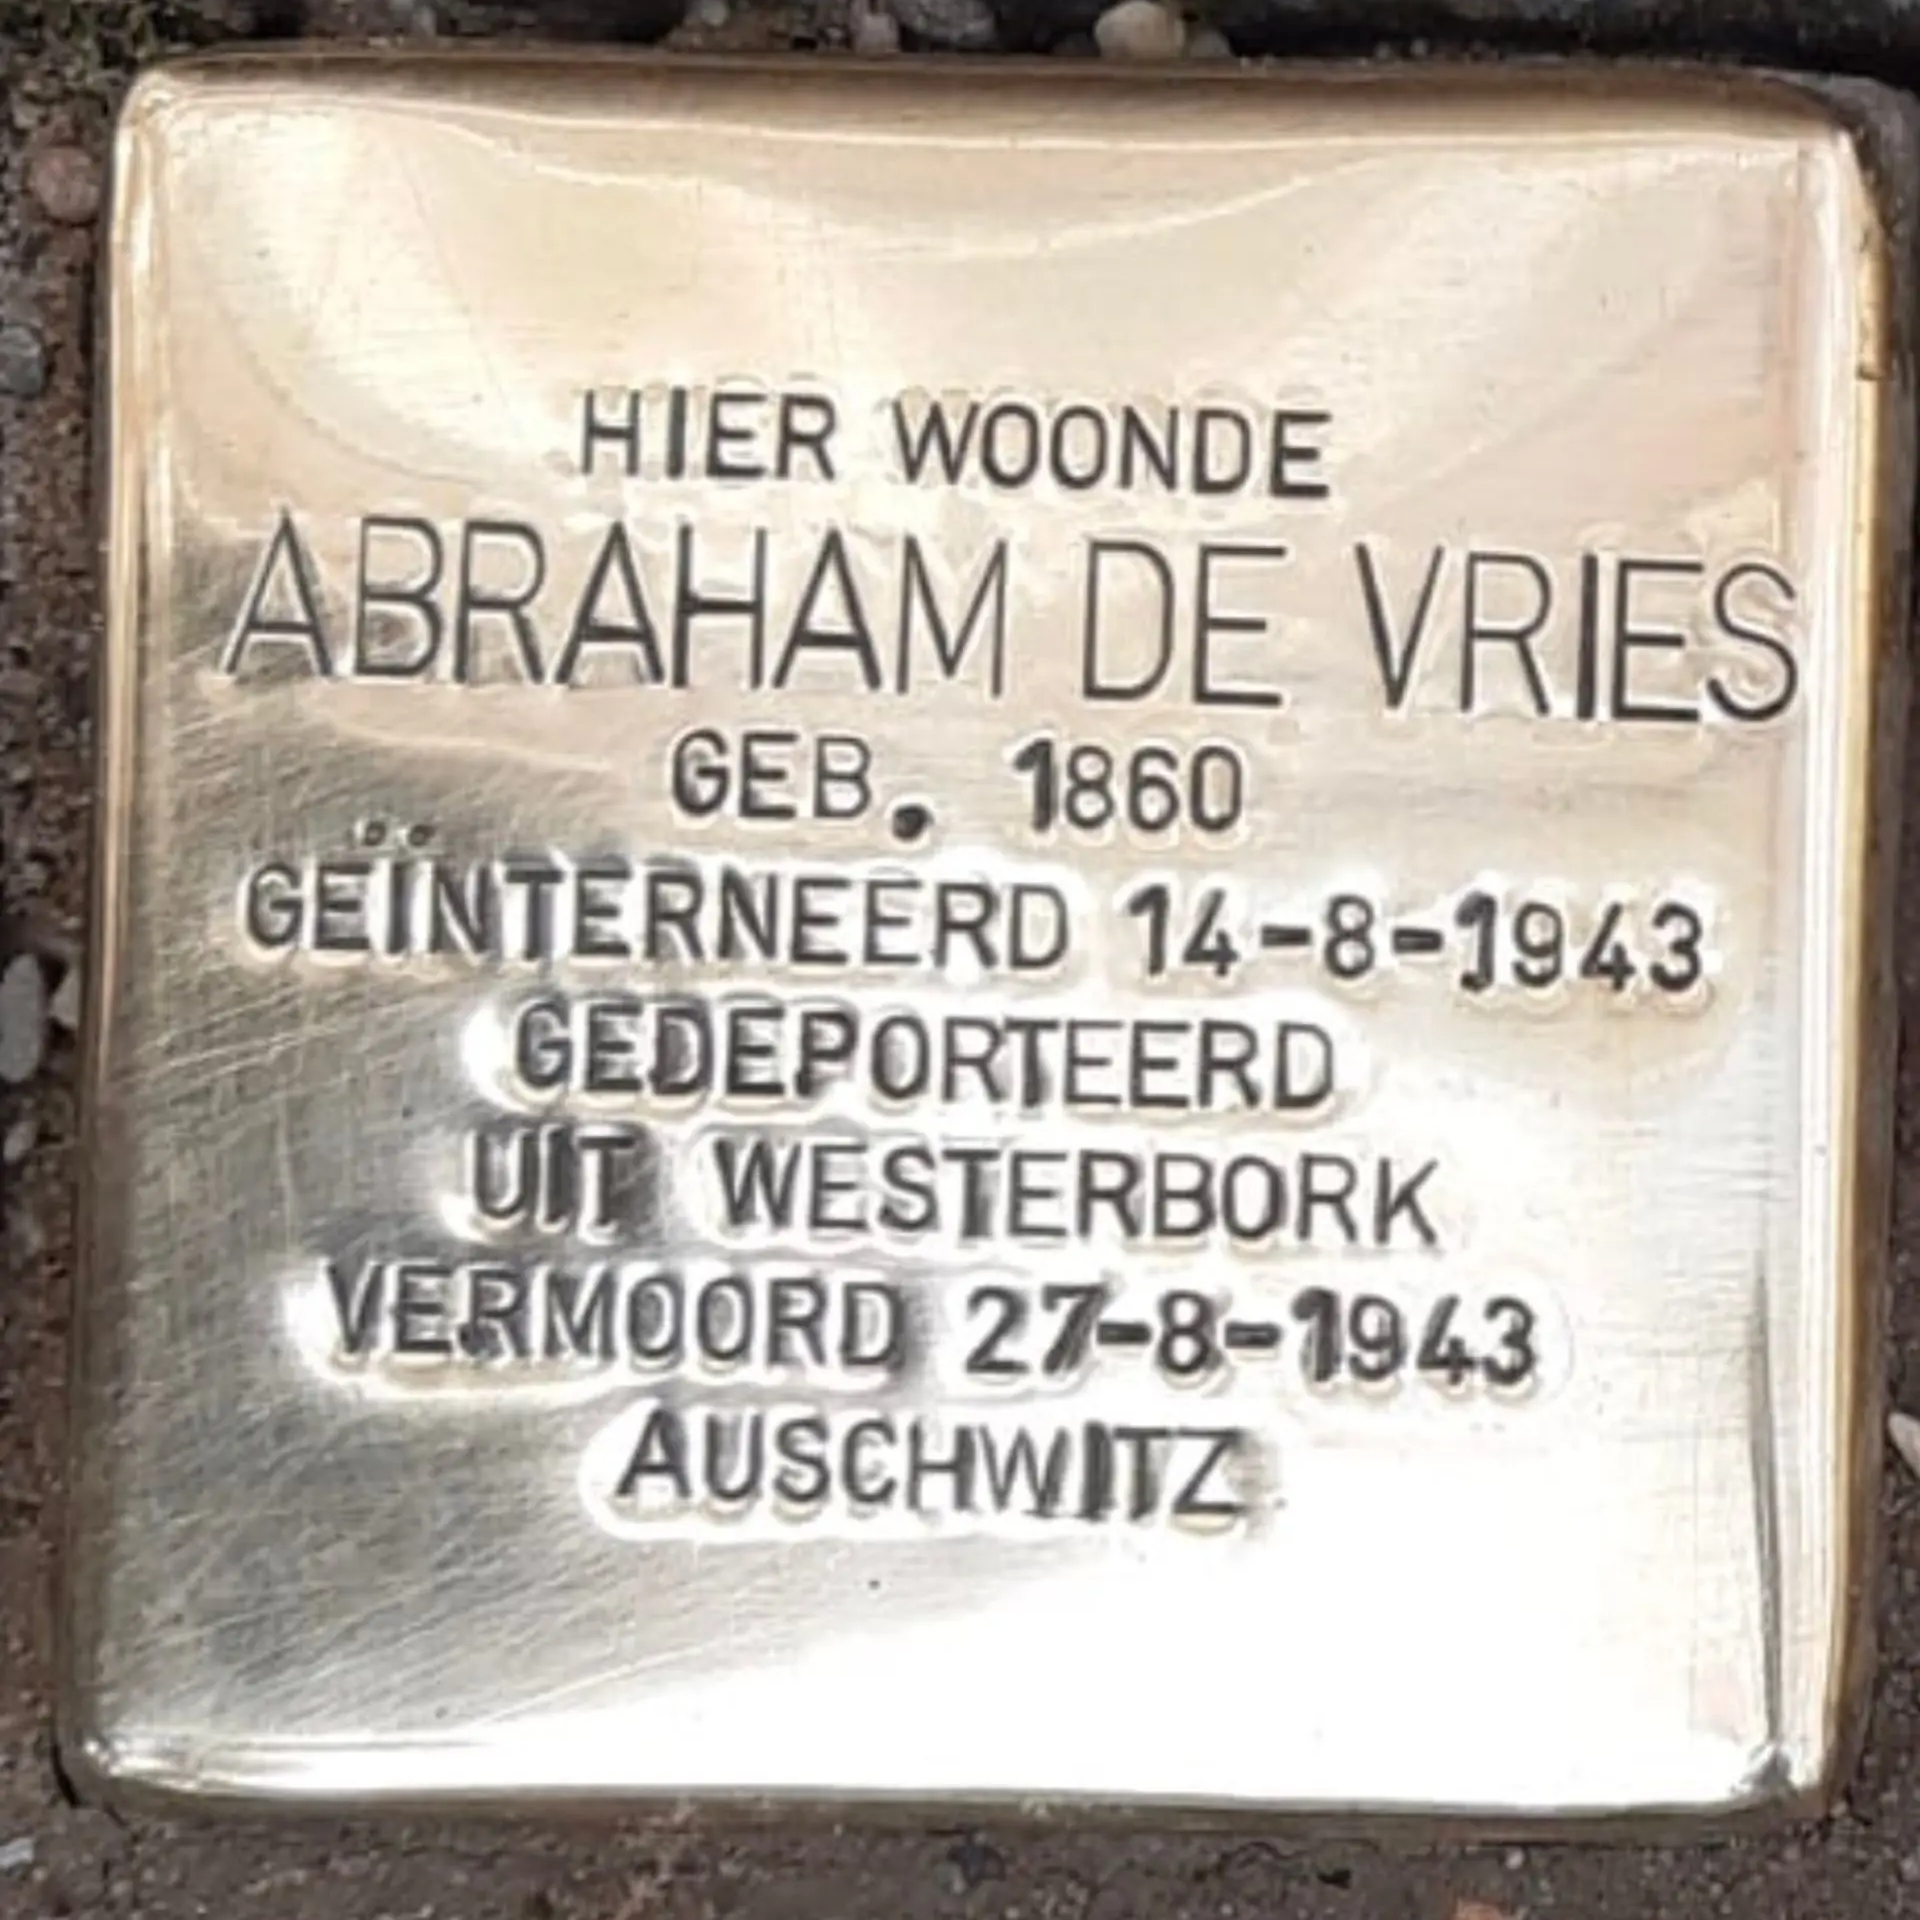 HIER WOONDE
ABRAHAM DE VRIES
GEB. 1860
GEÏNTERNEERD 14-8-1943
GEDEPORTEERD
UIT WESTERBORK
VERMOORD 27-8-1943
AUSCHWITZ